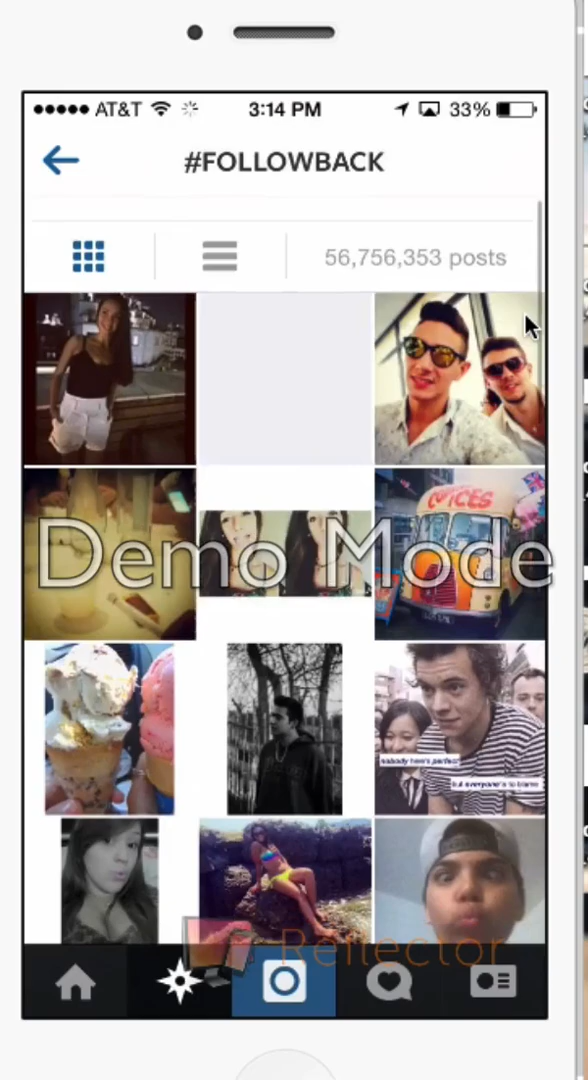 AT&T 3:14 PM 33%
#FOLLOWBACK
56,756,353 posts
ICES
Demo Mode
nobody here's perfect
but everyone's to blame
Reflector